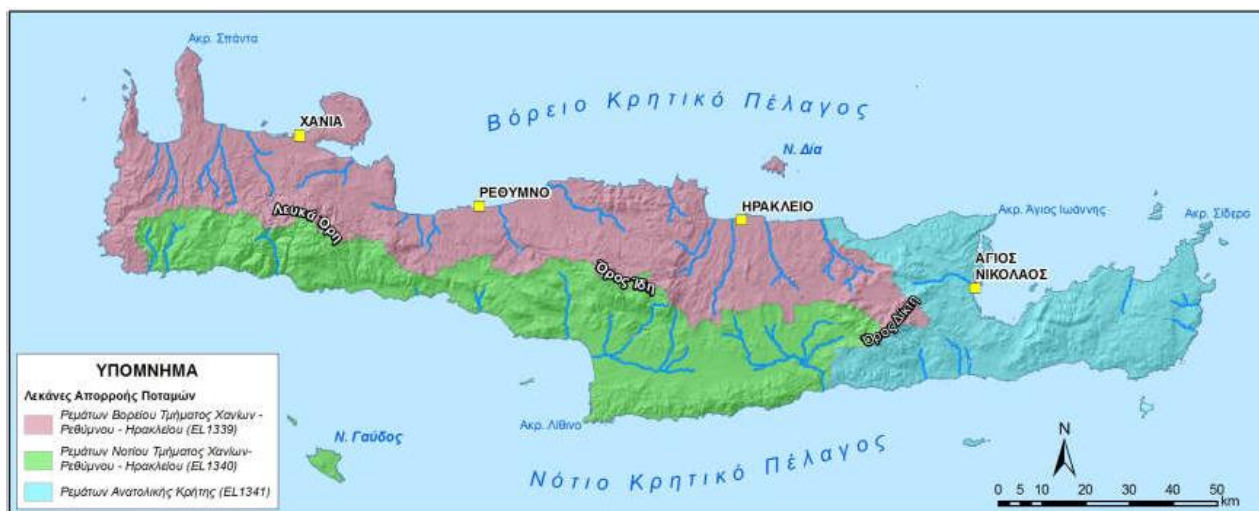 Ακρ. Σπάντα
Βόρειο Κρητικό Πέλαγος
ΧΑΝΙΑ
Ν. Δία
ΡΕΘΥΜΝΟ
ΗΡΑΚΛΕΙΟ
Ακρ. Άγιος Ιωάννης
Ακρ. Σίδερο
Λευκά Όρη
ΑΓΙΟΣ
ΝΙΚΟΛΑΟΣ
Όρος Ίδη
Όρος Δίκτη
Ακρ. Λίθινο
Ν. Γαύδος
Νότιο Κρητικό Πέλαγος
ΥΠΟΜΝΗΜΑ
Λεκάνες Απορροής Ποταμών
Ρεμάτων Βορείου Τμήματος Χανίων -
Ρεθύμνου - Ηρακλείου (EL1339)
Ρεμάτων Νοτίου Τμήματος Χανίων-
Ρεθύμνου - Ηρακλείου (EL1340)
Ρεμάτων Ανατολικής Κρήτης (EL1341)
N
0 5 10 20 30 40 50
km